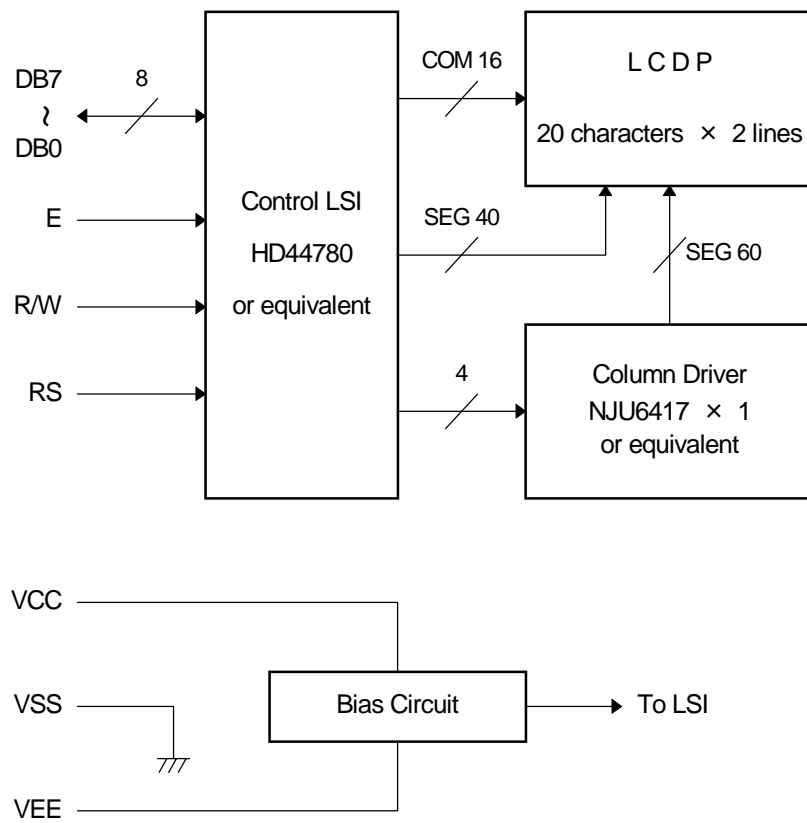 DB7
~
DB0
8
E
R/W
RS
Control LSI
HD44780
or equivalent
COM 16
SEG 40
4
L C D P
20 characters × 2 lines
SEG 60
Column Driver
NJU6417 × 1
or equivalent
VCC
VSS
VEE
Bias Circuit
To LSI